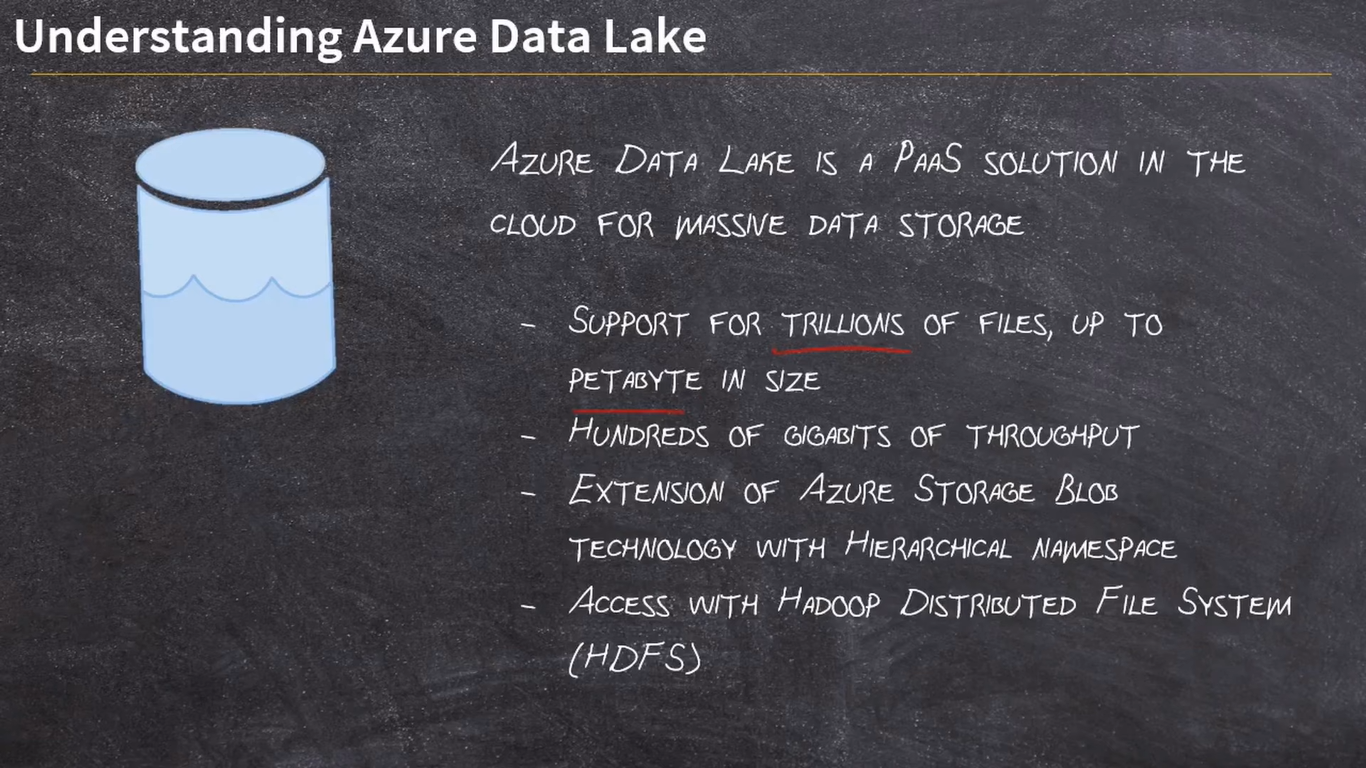 Understanding Azure Data Lake
Azure Data Lake is a PaaS solution in the
cloud for massive data storage
- Support for trillions of files, up to
petabyte in size
- Hundreds of gigabits of throughput
- Extension of Azure Storage Blob
technology with Hierarchical namespace
- Access with Hadoop Distributed File System
(HDFS)